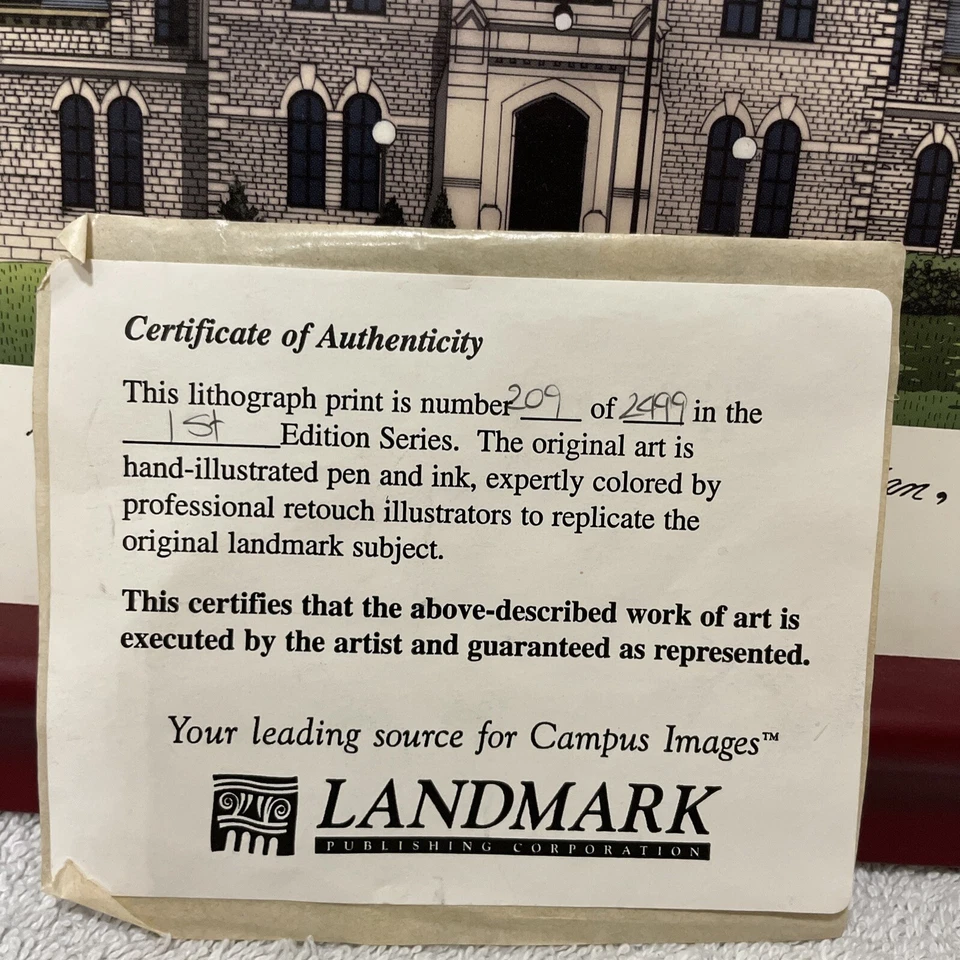 Certificate of Authenticity
This lithograph print is number 209 of 2499 in the
1st Edition Series. The original art is
hand-illustrated pen and ink, expertly colored by
professional retouch illustrators to replicate the
original landmark subject.
This certifies that the above-described work of art is
executed by the artist and guaranteed as represented.
Your leading source for Campus Images™
LANDMARK
PUBLISHING CORPORATION